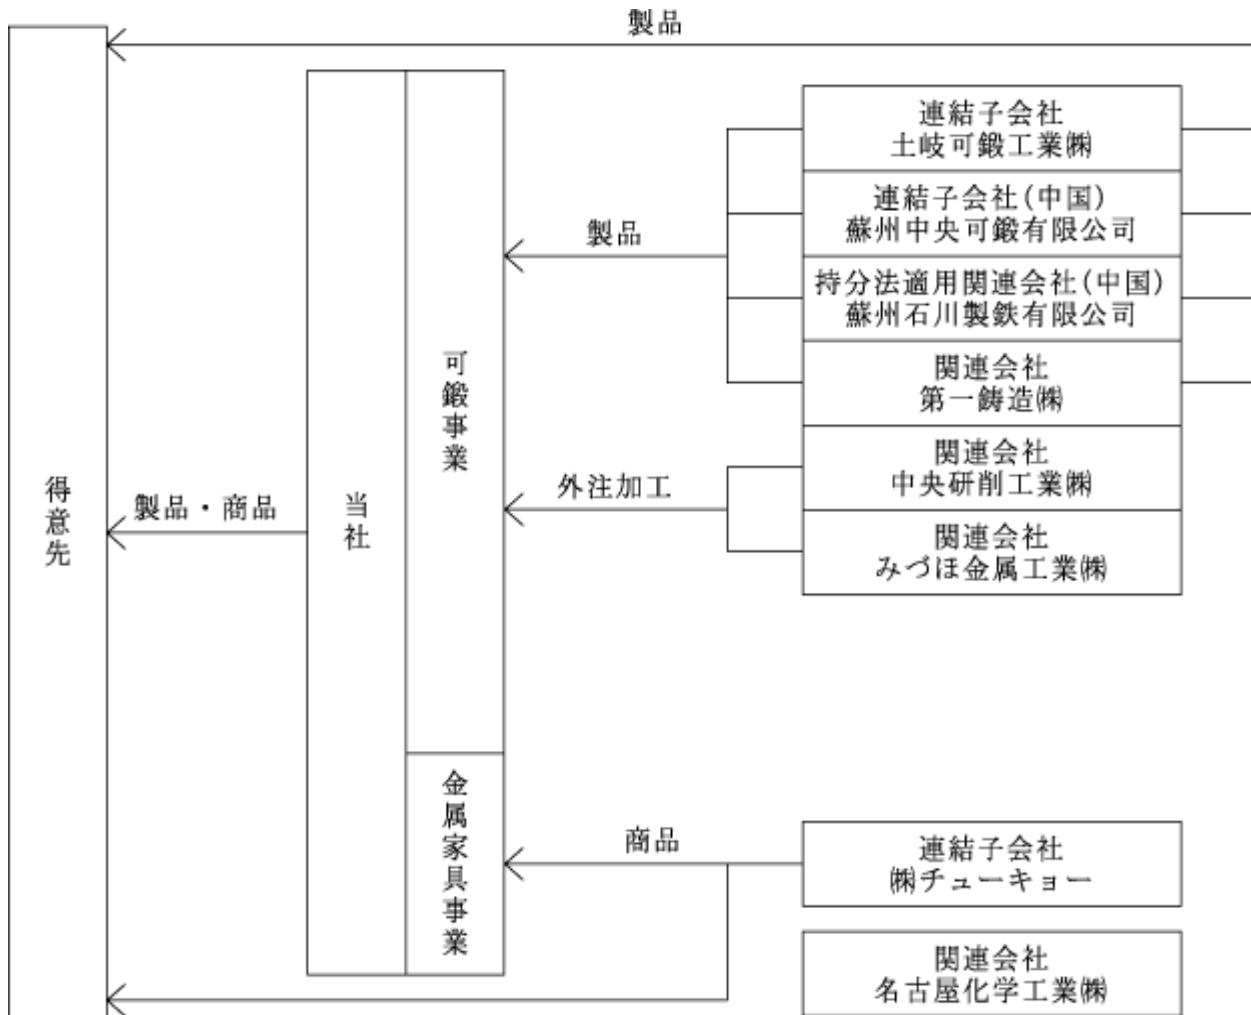 製品
連結子会社
土岐可鍛工業㈱
連結子会社(中国)
蘇州中央可鍛有限公司
製品
持分法適用関連会社(中国)
蘇州石川製鉄有限公司
関連会社
第一鋳造㈱
可鍛事業
関連会社
中央研削工業㈱
外注加工
関連会社
みづほ金属工業㈱
得意先
製品・商品
当社
金属家具事業
商品
連結子会社
㈱チューキョー
関連会社
名古屋化学工業㈱